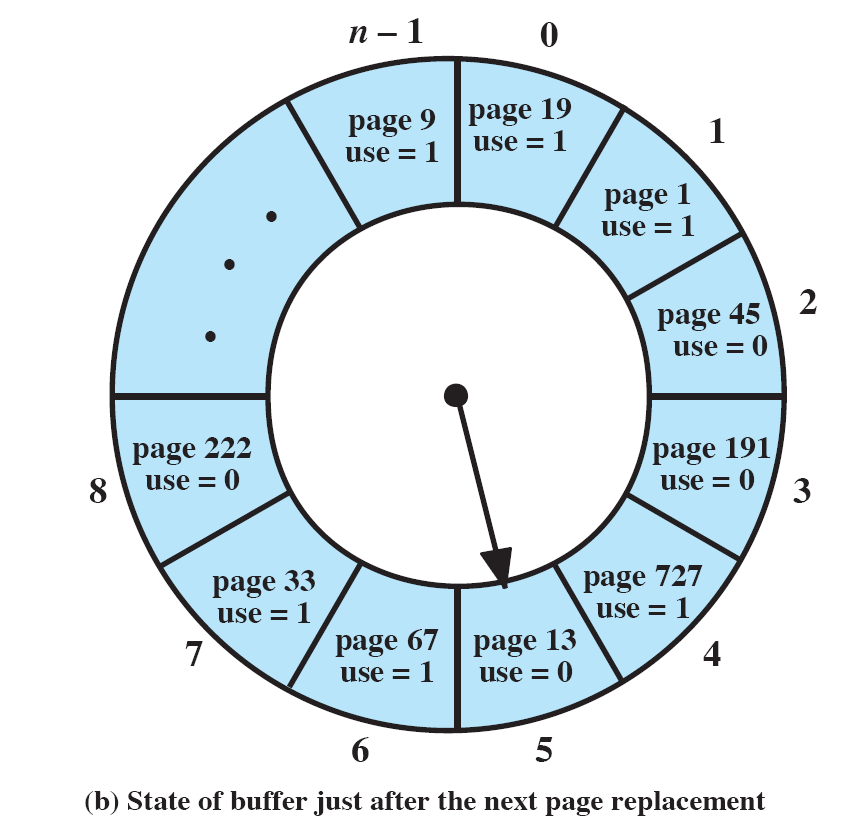 n – 1
0
page 9
use = 1
page 19
use = 1
1
page 1
use = 1
2
page 45
use = 0
page 191
use = 0
3
page 727
use = 1
4
page 13
use = 0
5
page 67
use = 1
6
page 33
use = 1
7
page 222
use = 0
8
(b) State of buffer just after the next page replacement